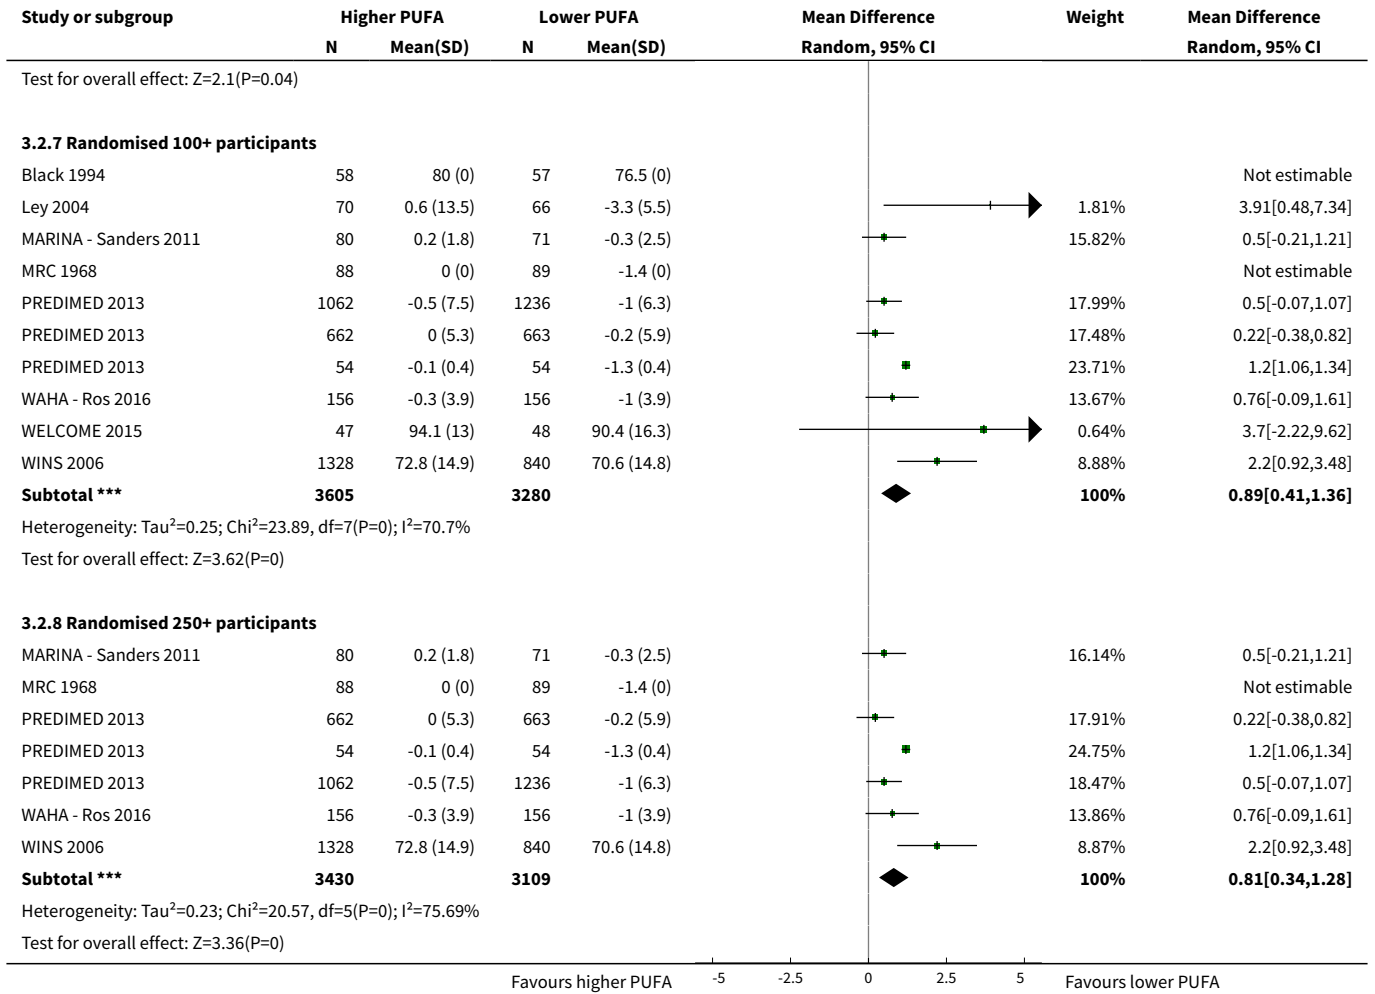 Study or subgroup Higher PUFA Lower PUFA Mean Difference Weight Mean Difference
N Mean(SD) N Mean(SD) Random, 95% CI Random, 95% CI
Test for overall effect: Z=2.1(P=0.04)
3.2.7 Randomised 100+ participants
Black 1994 58 80 (0) 57 76.5 (0) Not estimable
Ley 2004 70 0.6 (13.5) 66 -3.3 (5.5) 1.81% 3.91[0.48,7.34]
MARINA - Sanders 2011 80 0.2 (1.8) 71 -0.3 (2.5) 15.82% 0.5[-0.21,1.21]
MRC 1968 88 0 (0) 89 -1.4 (0) Not estimable
PREDIMED 2013 1062 -0.5 (7.5) 1236 -1 (6.3) 17.99% 0.5[-0.07,1.07]
PREDIMED 2013 662 0 (5.3) 663 -0.2 (5.9) 17.48% 0.22[-0.38,0.82]
PREDIMED 2013 54 -0.1 (0.4) 54 -1.3 (0.4) 23.71% 1.2[1.06,1.34]
WAHA - Ros 2016 156 -0.3 (3.9) 156 -1 (3.9) 13.67% 0.76[-0.09,1.61]
WELCOME 2015 47 94.1 (13) 48 90.4 (16.3) 0.64% 3.7[-2.22,9.62]
WINS 2006 1328 72.8 (14.9) 840 70.6 (14.8) 8.88% 2.2[0.92,3.48]
Subtotal *** 3605 3280 100% 0.89[0.41,1.36]
Heterogeneity: Tau²=0.25; Chi²=23.89, df=7(P=0); I²=70.7%
Test for overall effect: Z=3.62(P=0)
3.2.8 Randomised 250+ participants
MARINA - Sanders 2011 80 0.2 (1.8) 71 -0.3 (2.5) 16.14% 0.5[-0.21,1.21]
MRC 1968 88 0 (0) 89 -1.4 (0) Not estimable
PREDIMED 2013 662 0 (5.3) 663 -0.2 (5.9) 17.91% 0.22[-0.38,0.82]
PREDIMED 2013 54 -0.1 (0.4) 54 -1.3 (0.4) 24.75% 1.2[1.06,1.34]
PREDIMED 2013 1062 -0.5 (7.5) 1236 -1 (6.3) 18.47% 0.5[-0.07,1.07]
WAHA - Ros 2016 156 -0.3 (3.9) 156 -1 (3.9) 13.86% 0.76[-0.09,1.61]
WINS 2006 1328 72.8 (14.9) 840 70.6 (14.8) 8.87% 2.2[0.92,3.48]
Subtotal *** 3430 3109 100% 0.81[0.34,1.28]
Heterogeneity: Tau²=0.23; Chi²=20.57, df=5(P=0); I²=75.69%
Test for overall effect: Z=3.36(P=0)
Favours higher PUFA -5 -2.5 0 2.5 5 Favours lower PUFA